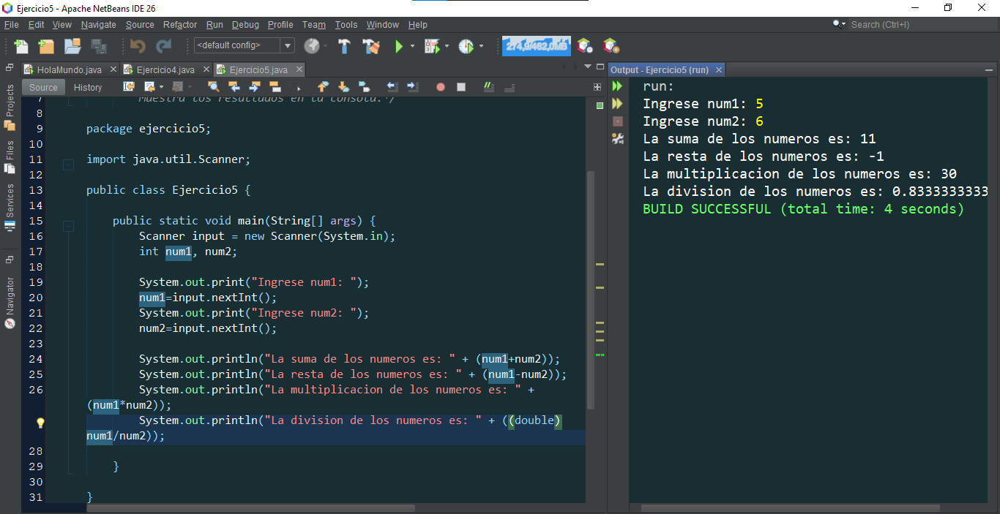 Ejercicio5 - Apache NetBeans IDE 26
File Edit View Navigate Source Refactor Run Debug Profile Team Tools Window Help
Search (Ctrl+I)
<default config>
274,0/462,0MB
HolaMundo.java
Ejercicio4.java
Ejercicio5.java
Source History
Projects
Files
Services
Navigator
7 Muestra los resultados en la consola.*/
8
9 package ejercicio5;
10
11 import java.util.Scanner;
12
13 public class Ejercicio5 {
14
15 public static void main(String[] args) {
16 Scanner input = new Scanner(System.in);
17 int num1, num2;
18
19 System.out.print("Ingrese num1: ");
20 num1=input.nextInt();
21 System.out.print("Ingrese num2: ");
22 num2=input.nextInt();
23
24 System.out.println("La suma de los numeros es: " + (num1+num2));
25 System.out.println("La resta de los numeros es: " + (num1-num2));
26 System.out.println("La multiplicacion de los numeros es: " +
(num1*num2));
System.out.println("La division de los numeros es: " + ((double)
num1/num2));
28
29 }
30
31 }
Output - Ejercicio5 (run)
run:
Ingrese num1: 5
Ingrese num2: 6
La suma de los numeros es: 11
La resta de los numeros es: -1
La multiplicacion de los numeros es: 30
La division de los numeros es: 0.8333333333
BUILD SUCCESSFUL (total time: 4 seconds)